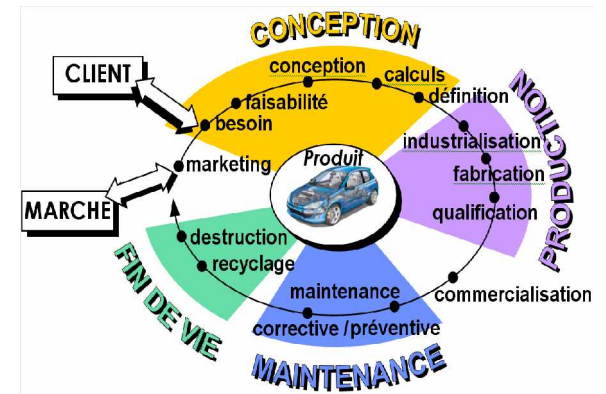 CONCEPTION
CLIENT
conception
calculs
faisabilité
définition
besoin
PRODUCTION
industrialisation
Produit
marketing
fabrication
MARCHE
qualification
destruction
recyclage
FIN DE VIE
maintenance
commercialisation
corrective / préventive
MAINTENANCE